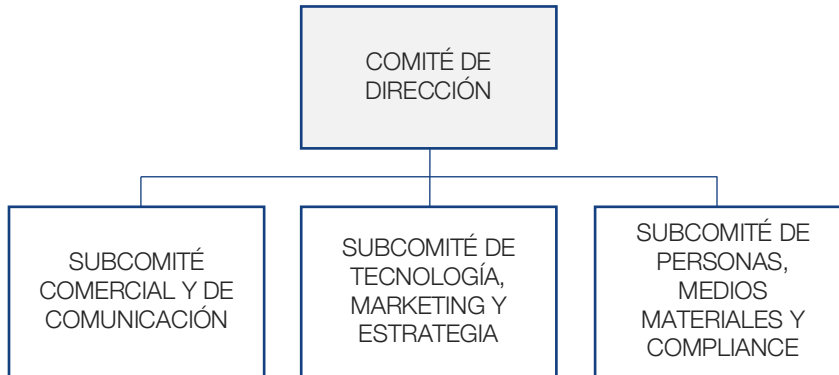 COMITÉ DE
DIRECCIÓN
SUBCOMITÉ
COMERCIAL Y DE
COMUNICACIÓN
SUBCOMITÉ DE
TECNOLOGÍA,
MARKETING Y
ESTRATEGIA
SUBCOMITÉ DE
PERSONAS,
MEDIOS
MATERIALES Y
COMPLIANCE